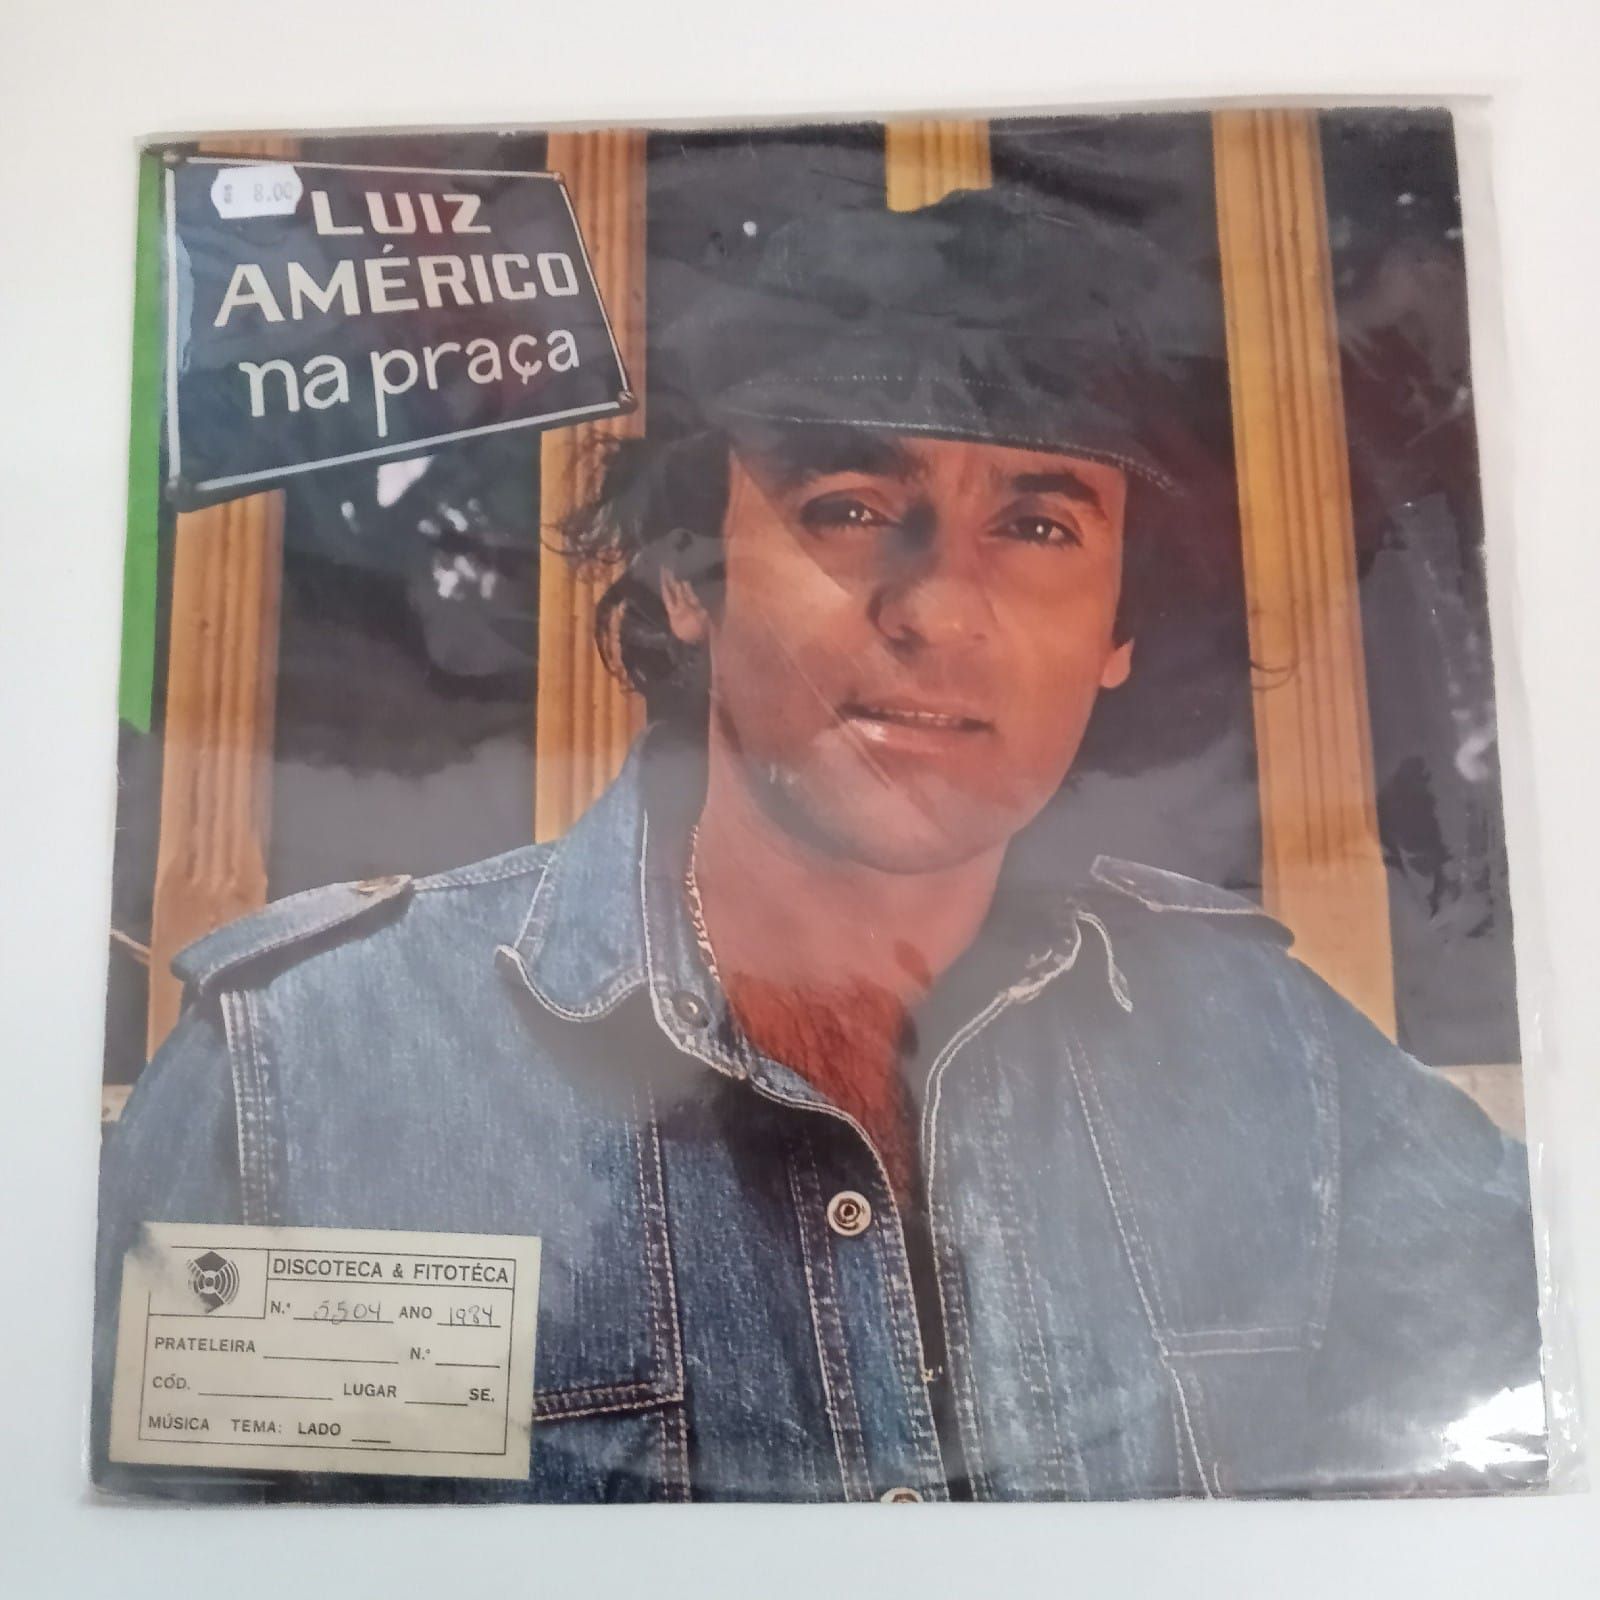 8.00
LUIZ
AMÉRICO
na praça
DISCOTECA & FITOTÉCA
N.º 5504 ANO 1984
PRATELEIRA N.º
CÓD. LUGAR SE.
MÚSICA TEMA: LADO